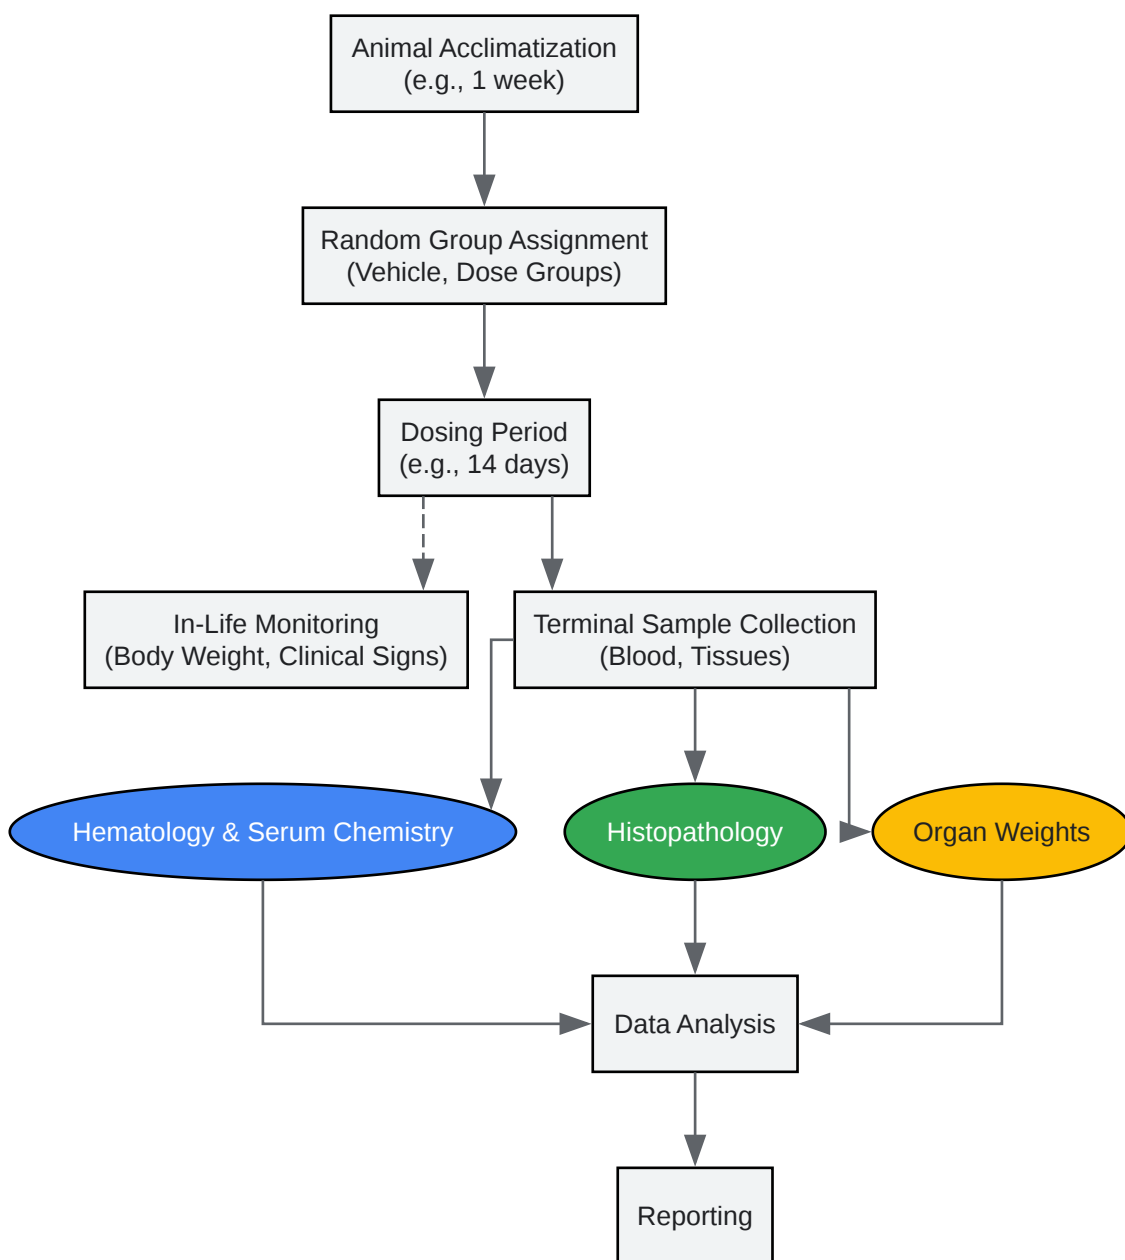 Animal Acclimatization
(e.g., 1 week)
Random Group Assignment
(Vehicle, Dose Groups)
Dosing Period
(e.g., 14 days)
In-Life Monitoring
(Body Weight, Clinical Signs)
Terminal Sample Collection
(Blood, Tissues)
Hematology & Serum Chemistry
Histopathology
Organ Weights
Data Analysis
Reporting